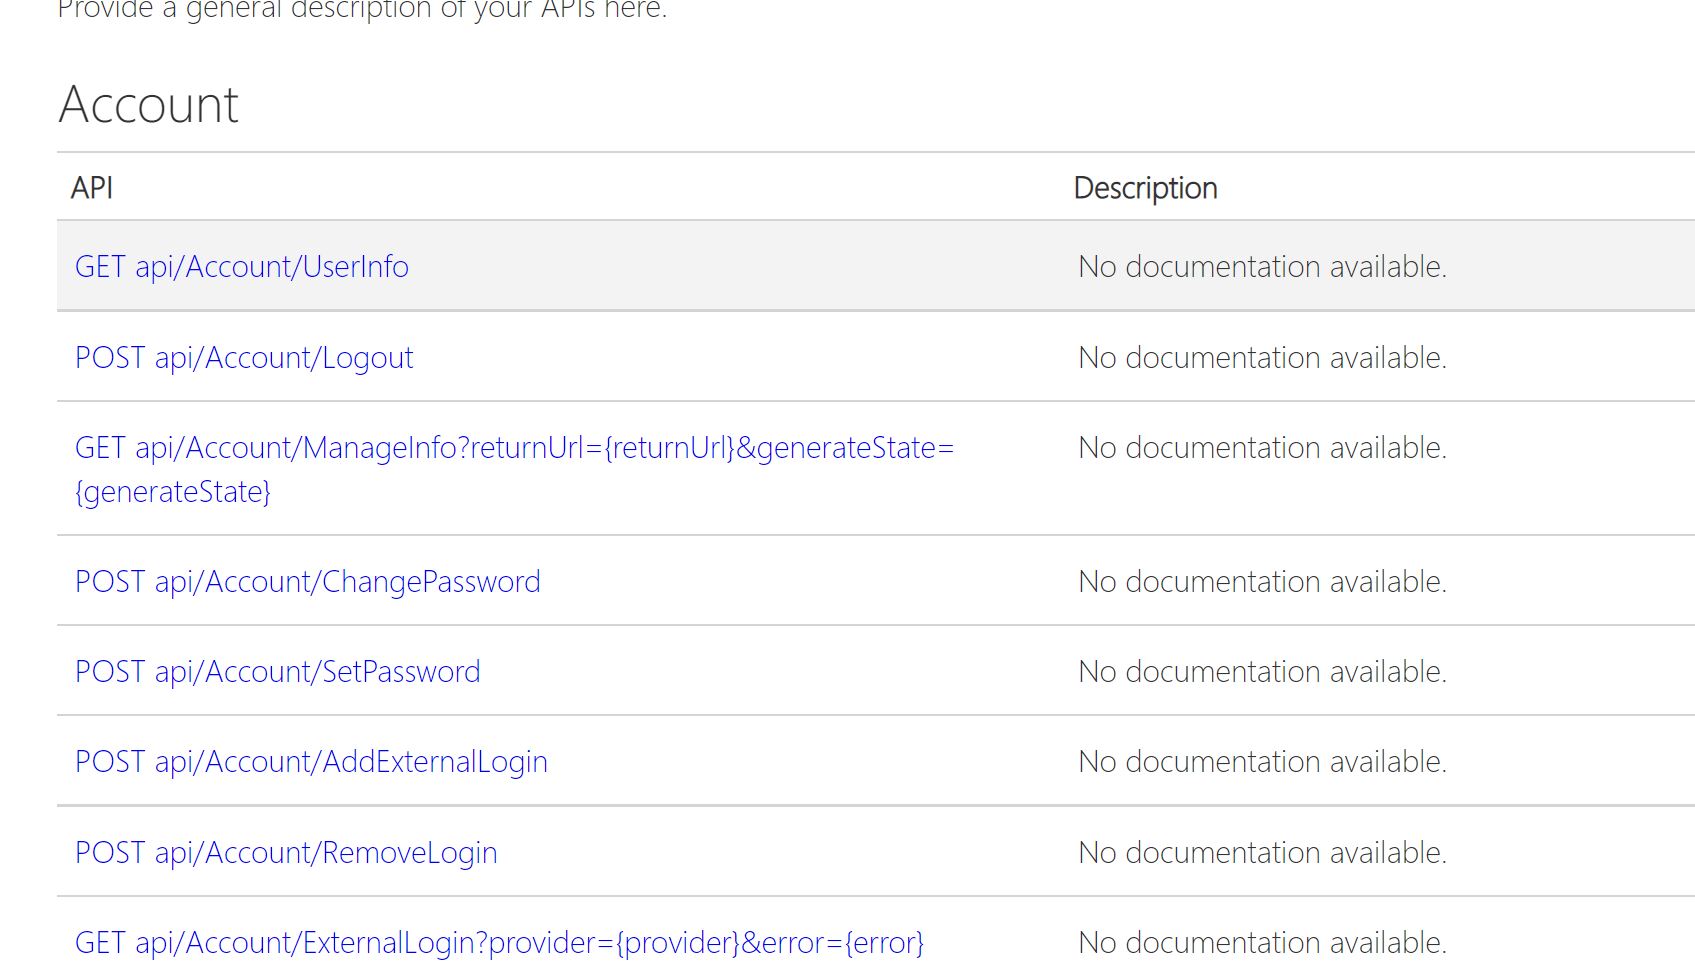 Provide a general description of your APIs here.
Account
API Description
GET api/Account/UserInfo No documentation available.
POST api/Account/Logout No documentation available.
GET api/Account/ManageInfo?returnUrl={returnUrl}&generateState= No documentation available.
{generateState}
POST api/Account/ChangePassword No documentation available.
POST api/Account/SetPassword No documentation available.
POST api/Account/AddExternalLogin No documentation available.
POST api/Account/RemoveLogin No documentation available.
GET api/Account/ExternalLogin?provider={provider}&error={error} No documentation available.